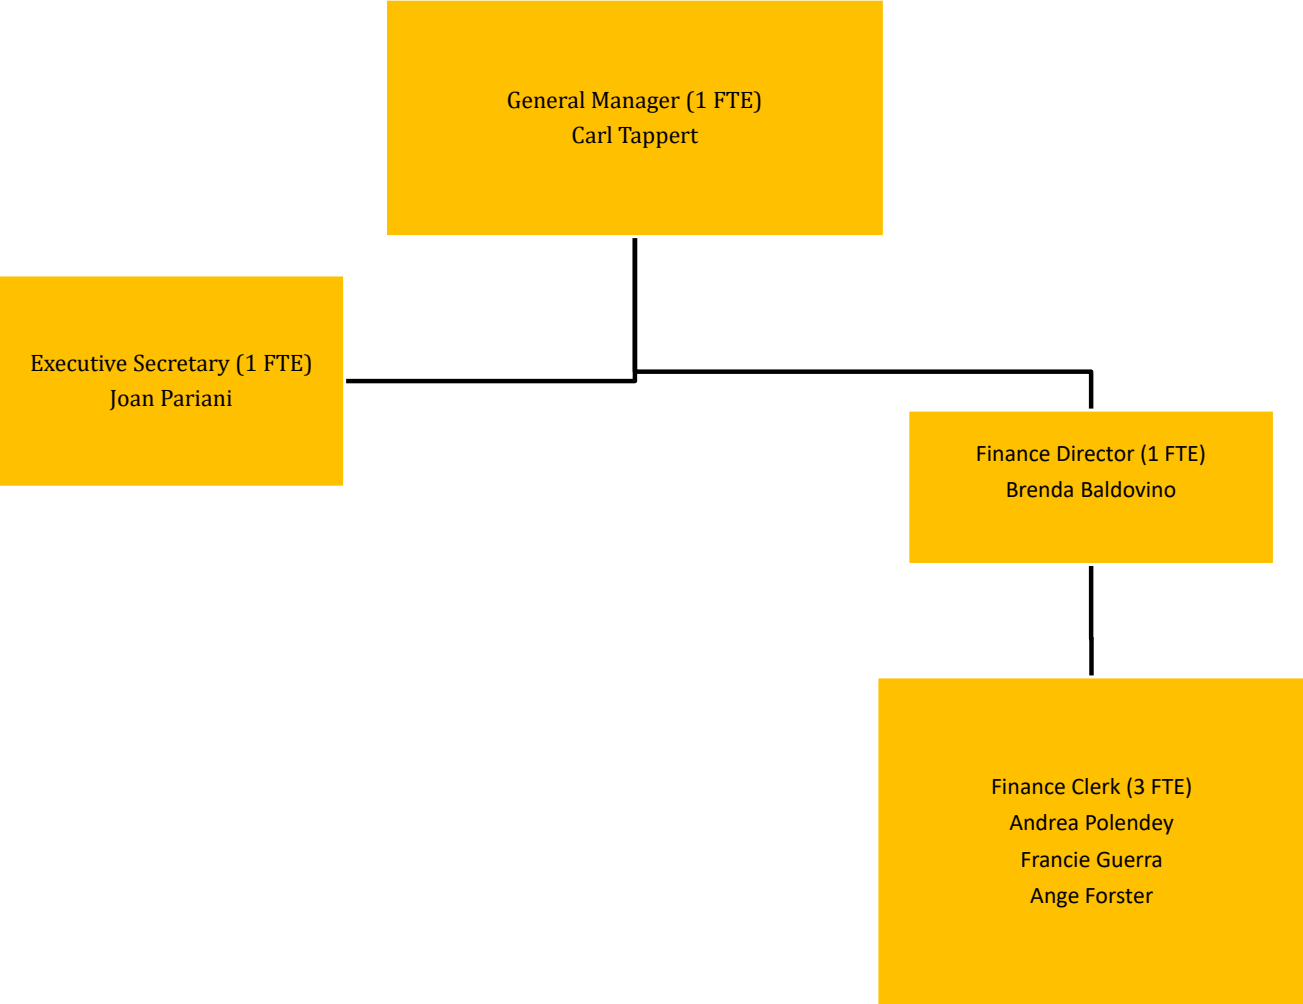 General Manager (1 FTE)
Carl Tappert
Executive Secretary (1 FTE)
Joan Pariani
Finance Director (1 FTE)
Brenda Baldovino
Finance Clerk (3 FTE)
Andrea Polendey
Francie Guerra
Ange Forster